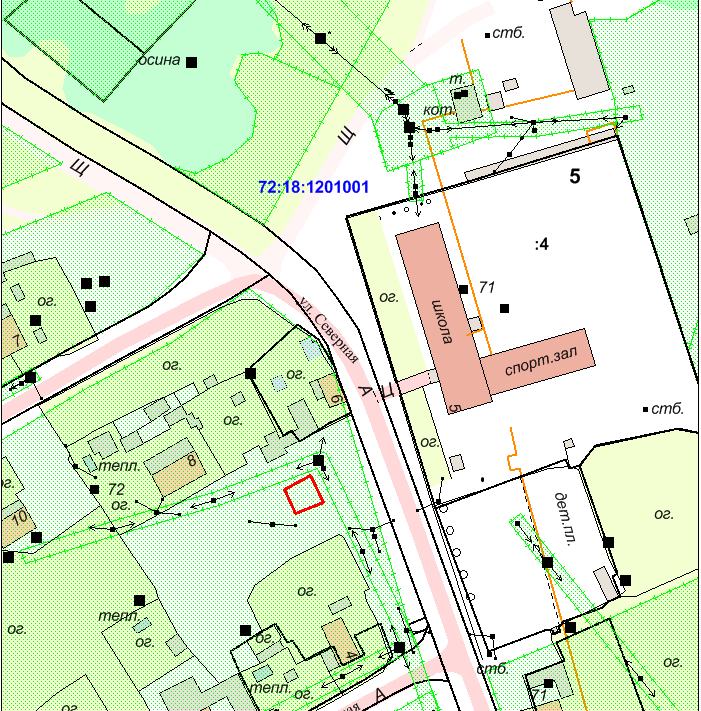 стб.
осина
т.
кот.
Щ
Щ
72:18:1201001
5
:4
ог.
71
ог.
школа
ул. Северная
7
спорт.зал
ог.
ог.
А
Щ
6
5
стб.
ог.
ог.
тепл.
8
ог.
72
ог.
10
дет.пл.
ог.
ог.
тепл.
ог.
ог.
ог.
4
стб.
ог.
тепл.
ог.
71
А
ная
ог.